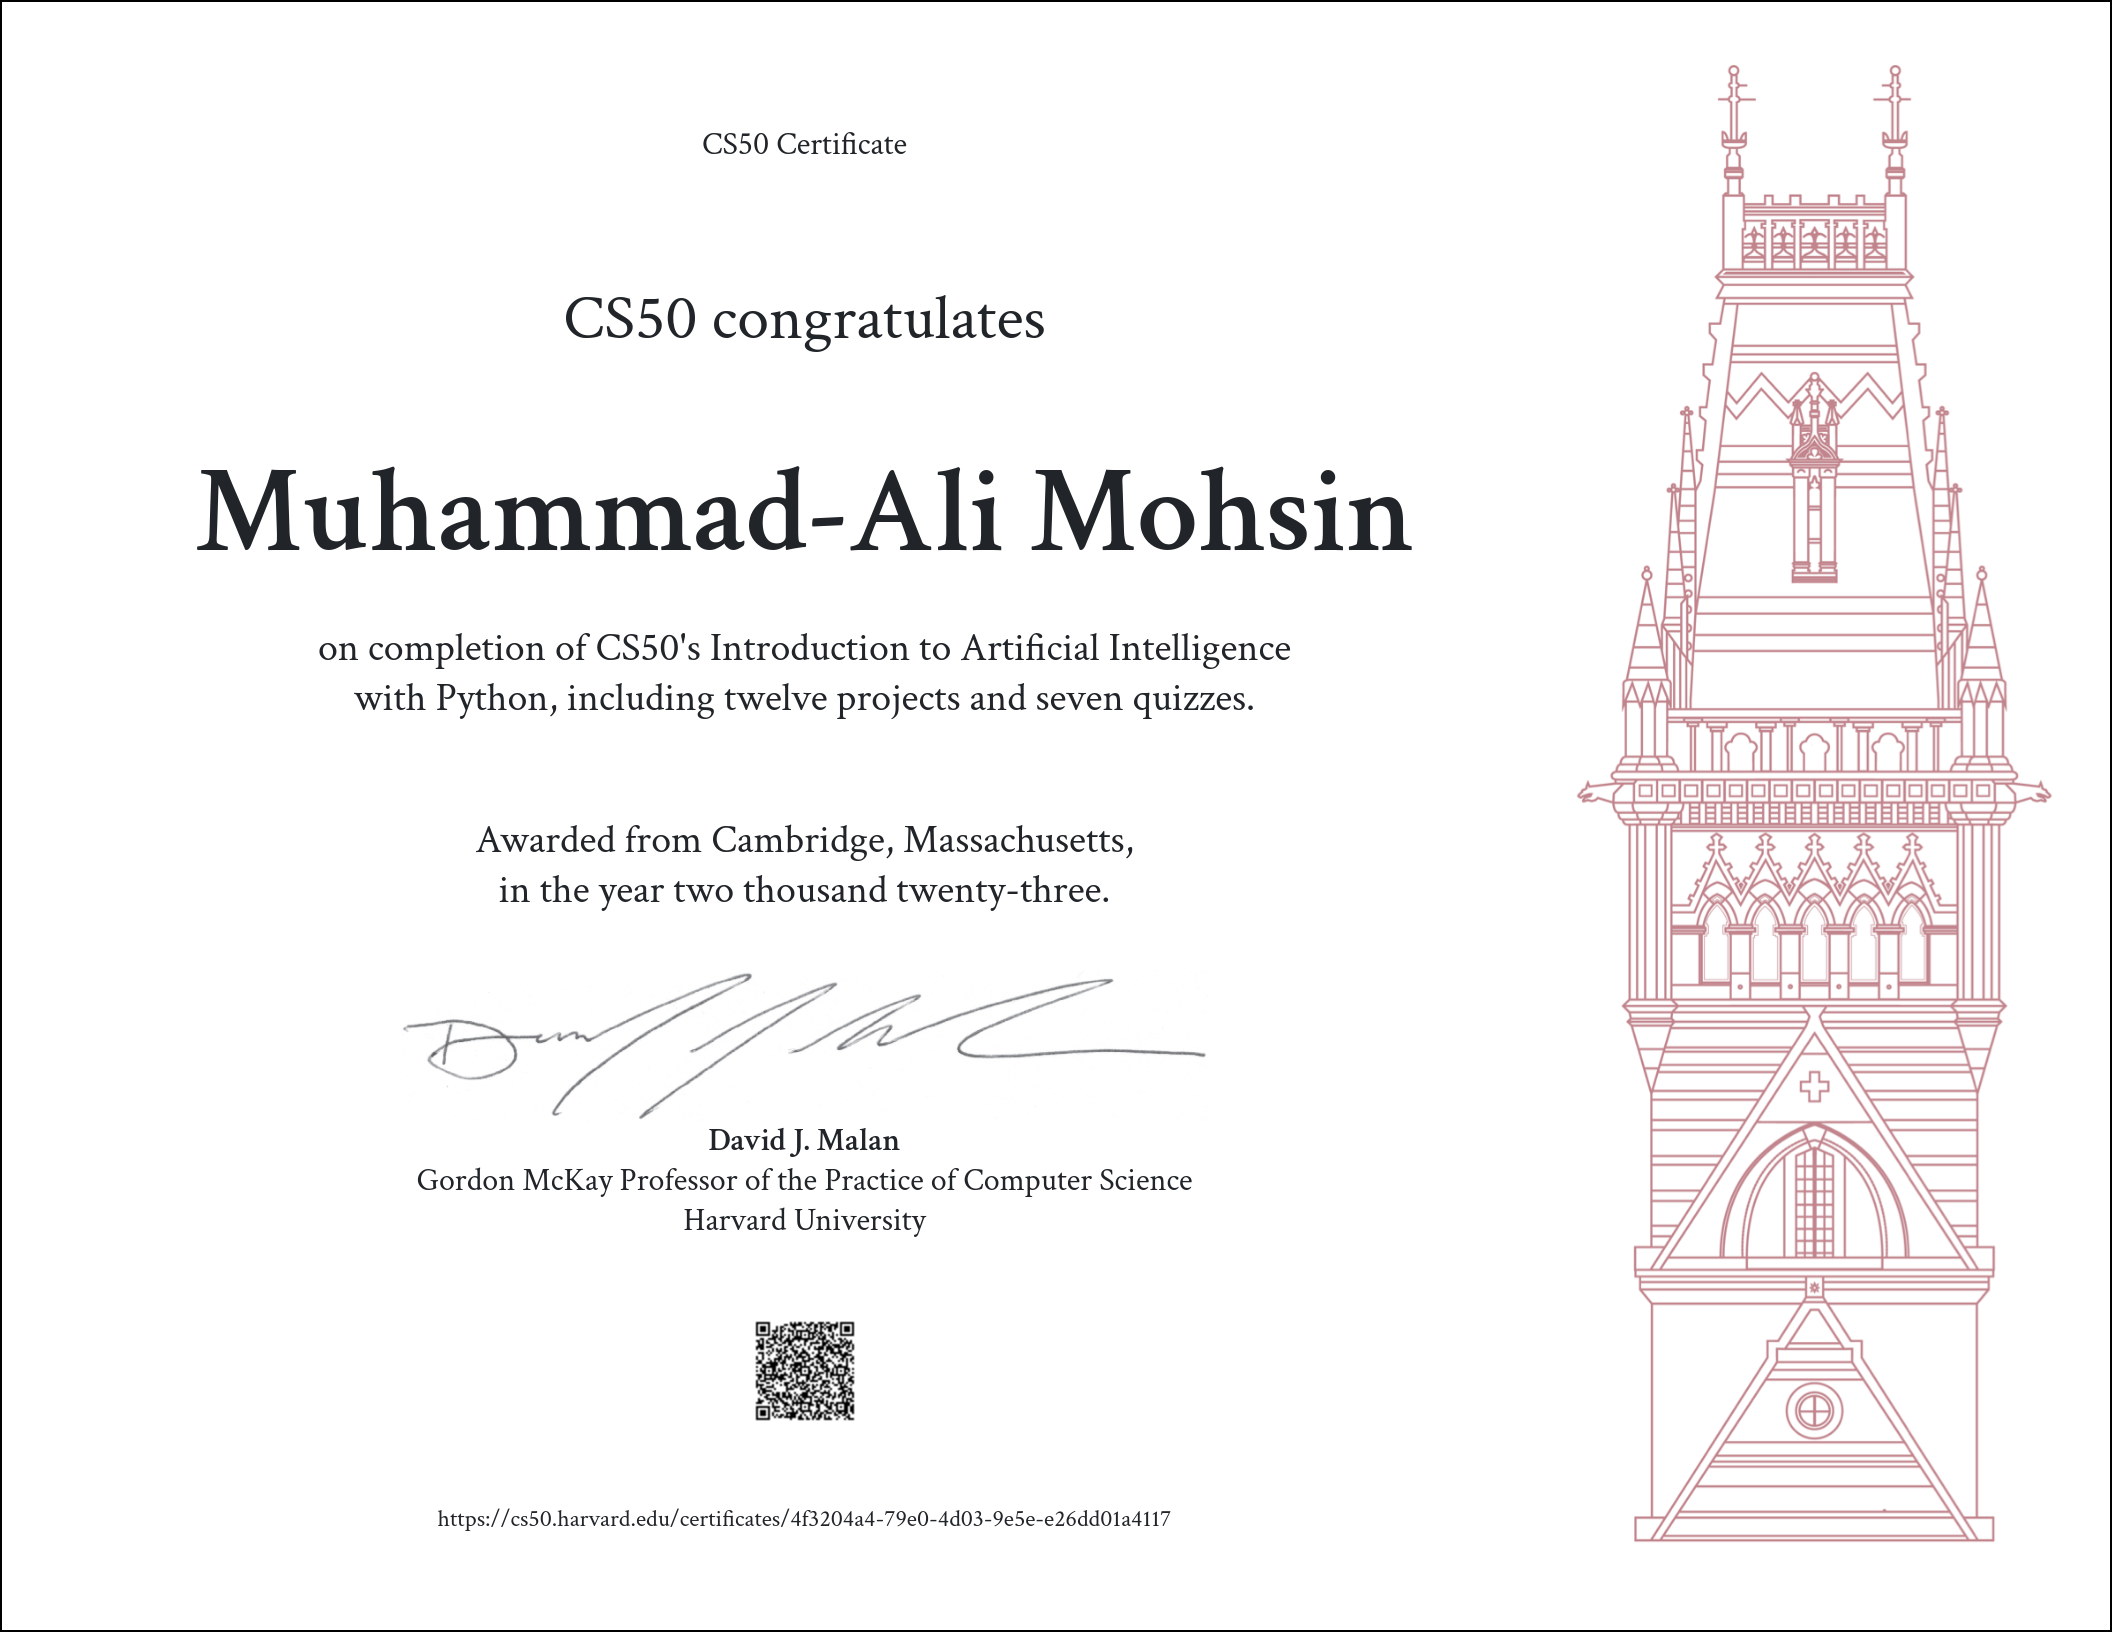 CS50 Certificate
CS50 congratulates
Muhammad-Ali Mohsin
on completion of CS50's Introduction to Artificial Intelligence
with Python, including twelve projects and seven quizzes.
Awarded from Cambridge, Massachusetts,
in the year two thousand twenty-three.
David J. Malan
Gordon McKay Professor of the Practice of Computer Science
Harvard University
https://cs50.harvard.edu/certificates/4f3204a4-79e0-4d03-9e5e-e26dd01a4117